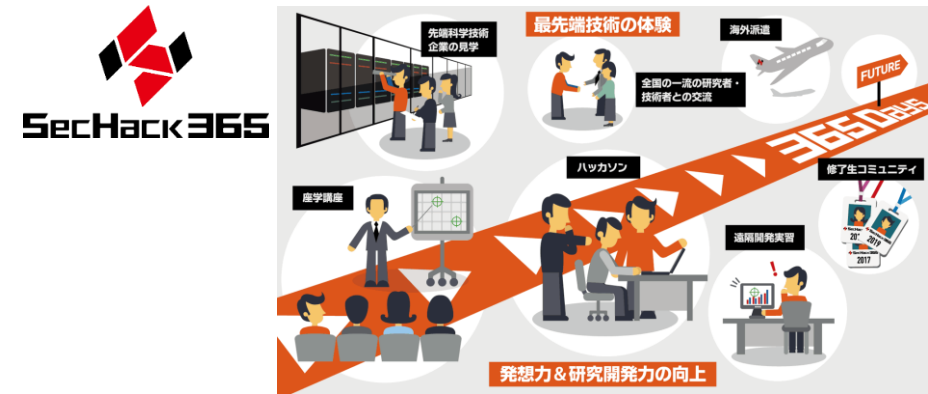 SecHack365
最先端技術の体験
先端科学技術
企業の見学
海外派遣
全国の一流の研究者・
技術者との交流
FUTURE
365Days
座学講座
ハッカソン
修了生コミュニティ
遠隔開発実習
SecHack365
2019
SecHack365
2017
発想力&研究開発力の向上